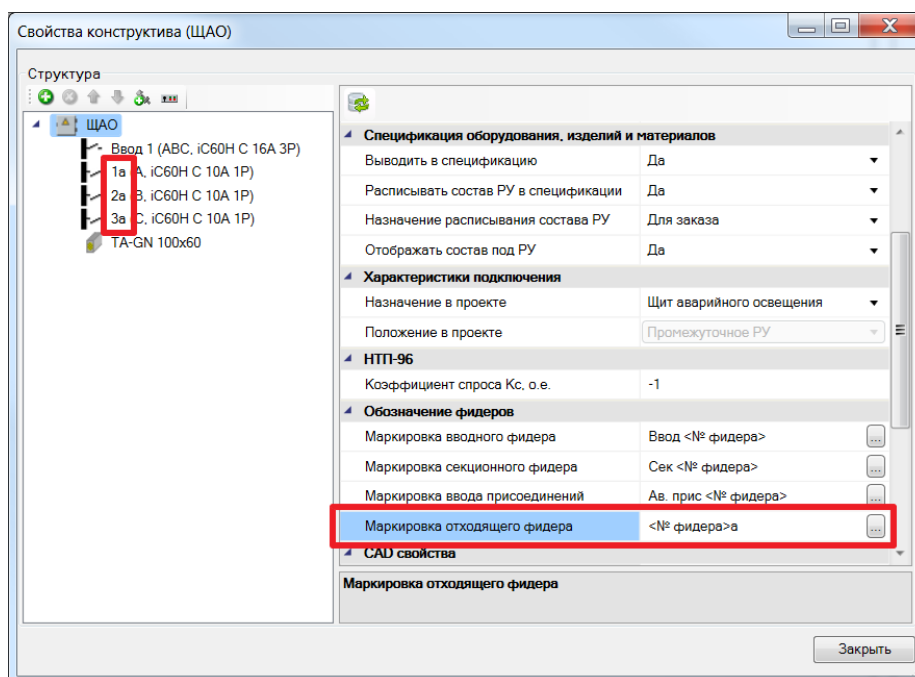 Свойства конструктива (ЩАО)
Структура
ЩАО
Ввод 1 (ABC, iC60H C 16A 3P)
1а (A, iC60H C 10A 1P)
2а (B, iC60H C 10A 1P)
3а (C, iC60H C 10A 1P)
TA-GN 100x60
Спецификация оборудования, изделий и материалов
Выводить в спецификацию Да
Расписывать состав РУ в спецификации Да
Назначение расписывания состава РУ Для заказа
Отображать состав под РУ Да
Характеристики подключения
Назначение в проекте Щит аварийного освещения
Положение в проекте Промежуточное РУ
НТП-96
Коэффициент спроса Кс, о.е. -1
Обозначение фидеров
Маркировка вводного фидера Ввод <№ фидера> ...
Маркировка секционного фидера Сек <№ фидера> ...
Маркировка ввода присоединений Ав. прис <№ фидера> ...
Маркировка отходящего фидера <№ фидера>а ...
CAD свойства
Маркировка отходящего фидера
Закрыть